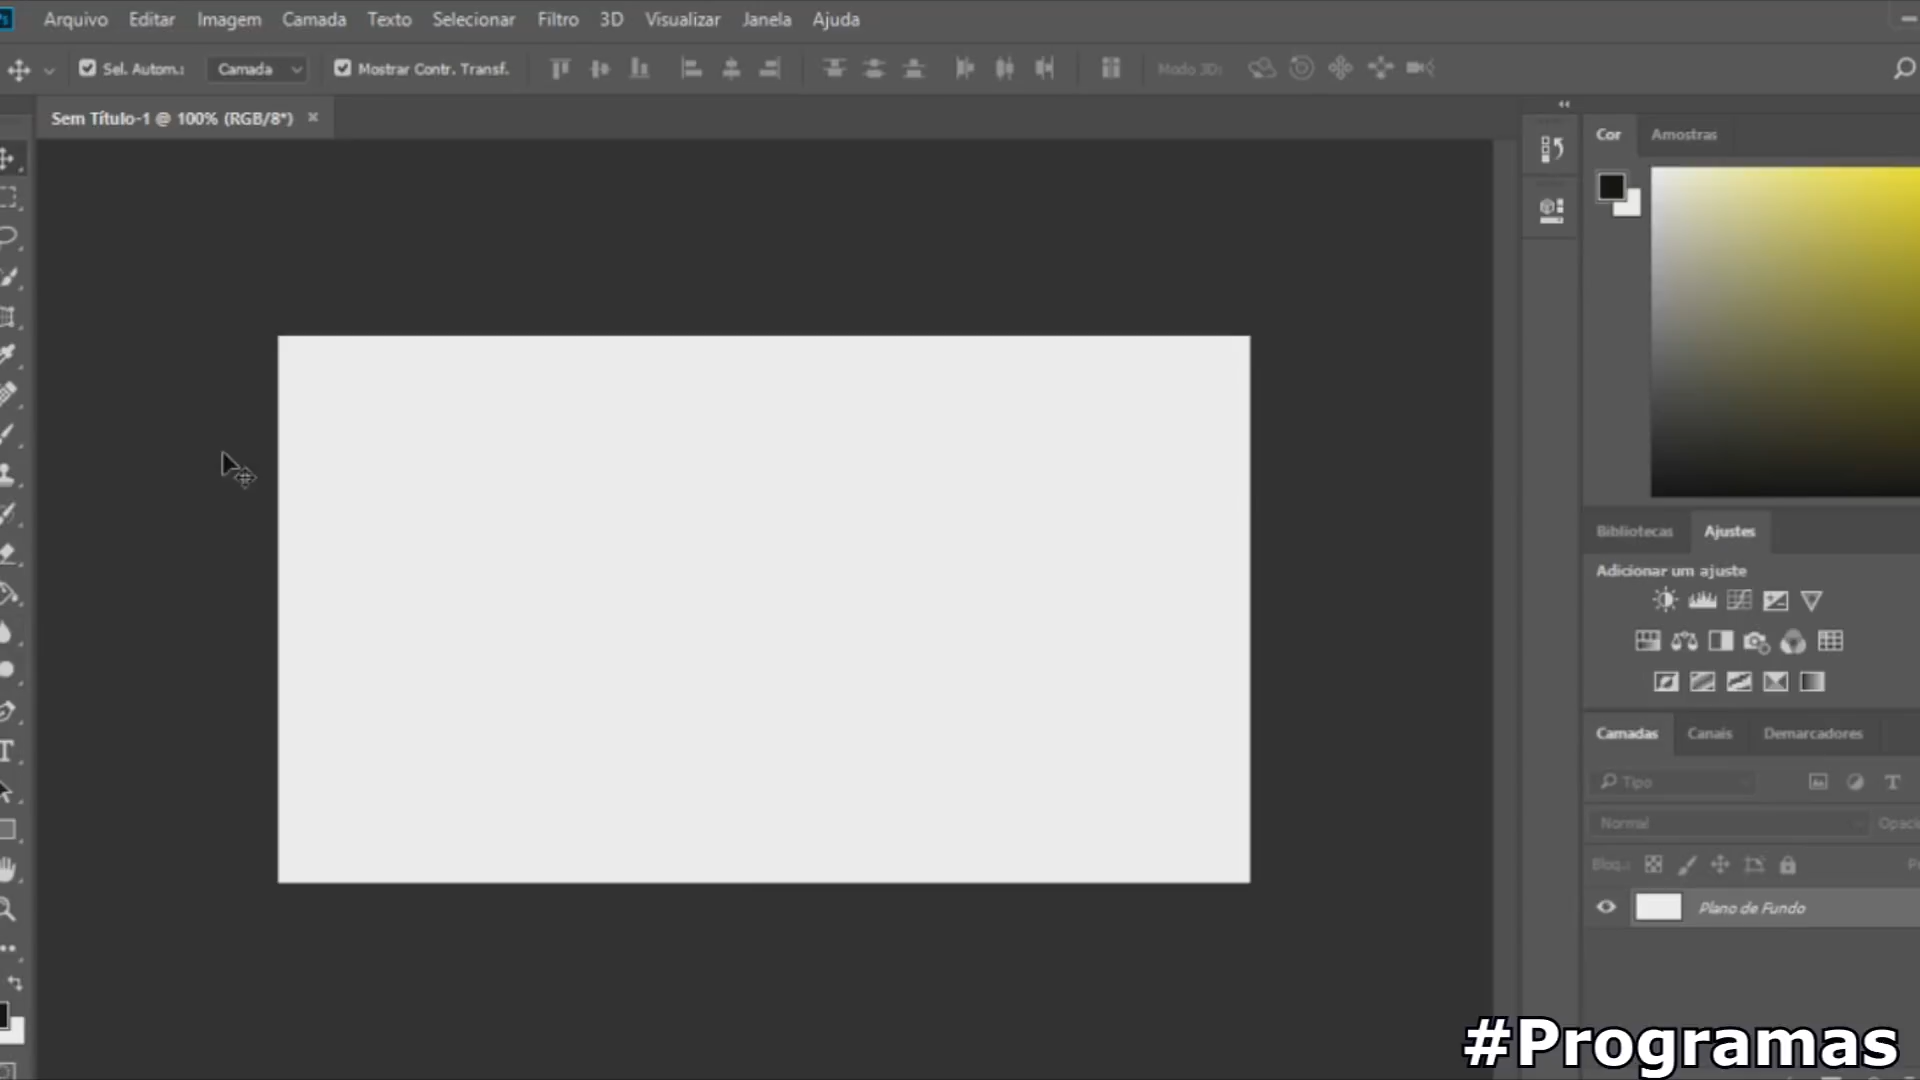 Ps
Arquivo Editar Imagem Camada Texto Selecionar Filtro 3D Visualizar Janela Ajuda
Sel. Autom.: Camada Mostrar Contr. Transf. Modo 3D:
Sem Título-1 @ 100% (RGB/8*)
Cor Amostras
Bibliotecas Ajustes
Adicionar um ajuste
Camadas Canais Demarcadores
Tipo
Normal
Bloq.:
Plano de Fundo
#Programas